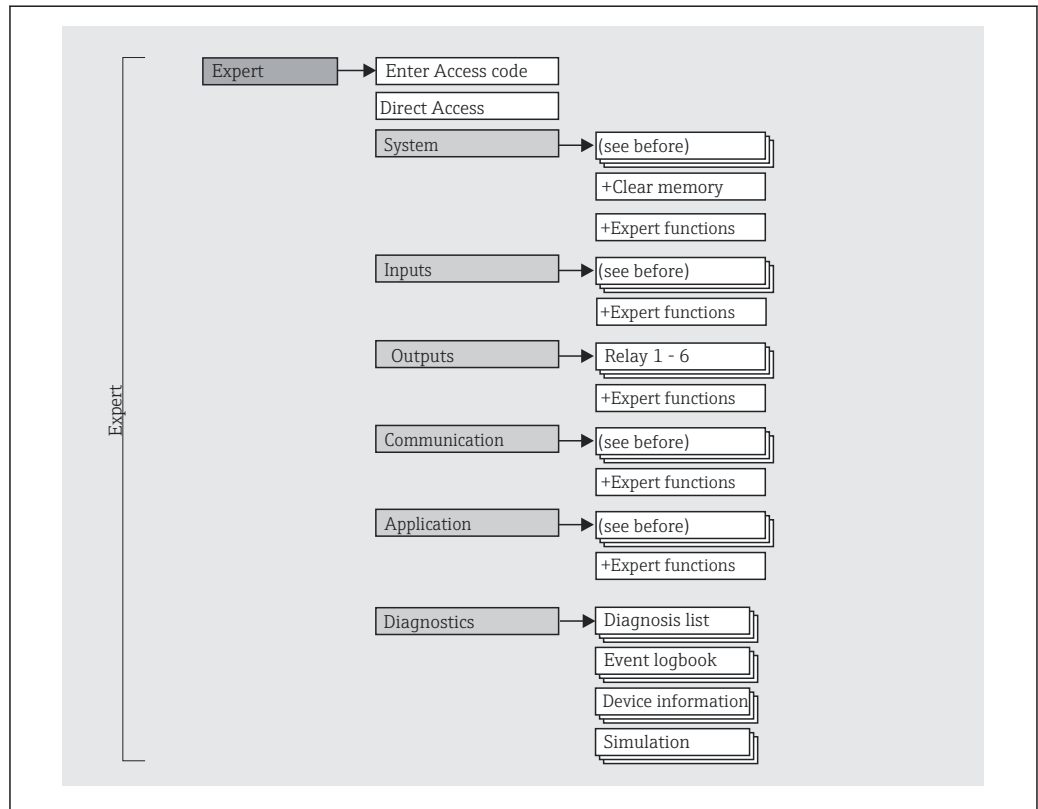 Expert
Expert
Enter Access code
Direct Access
System
(see before)
+Clear memory
+Expert functions
Inputs
(see before)
+Expert functions
Outputs
Relay 1 - 6
+Expert functions
Communication
(see before)
+Expert functions
Application
(see before)
+Expert functions
Diagnostics
Diagnosis list
Event logbook
Device information
Simulation